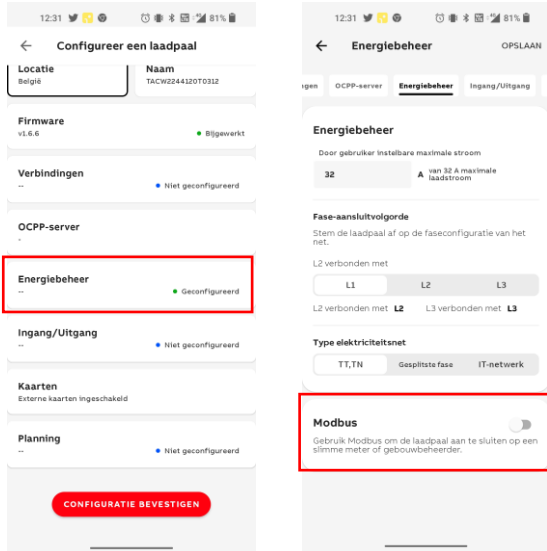 12:31 81%
Configureer een laadpaal
Locatie
België
Naam
TACW2244120T0312
Firmware
v1.6.6
Bijgewerkt
Verbindingen
--
Niet geconfigureerd
OCPP-server
-
Energiebeheer
--
Geconfigureerd
Ingang/Uitgang
--
Niet geconfigureerd
Kaarten
Externe kaarten ingeschakeld
Planning
--
Niet geconfigureerd
CONFIGURATIE BEVESTIGEN
12:31 81%
Energiebeheer OPSLAAN
ngen OCPP-server Energiebeheer Ingang/Uitgang
Energiebeheer
Door gebruiker instelbare maximale stroom
32 A van 32 A maximale
laadstroom
Fase-aansluitvolgorde
Stem de laadpaal af op de faseconfiguratie van het
net.
L2 verbonden met
L1 L2 L3
L2 verbonden met L2 L3 verbonden met L3
Type elektriciteitsnet
TT,TN Gesplitste fase IT-netwerk
Modbus
Gebruik Modbus om de laadpaal aan te sluiten op een
slimme meter of gebouwbeheerder.